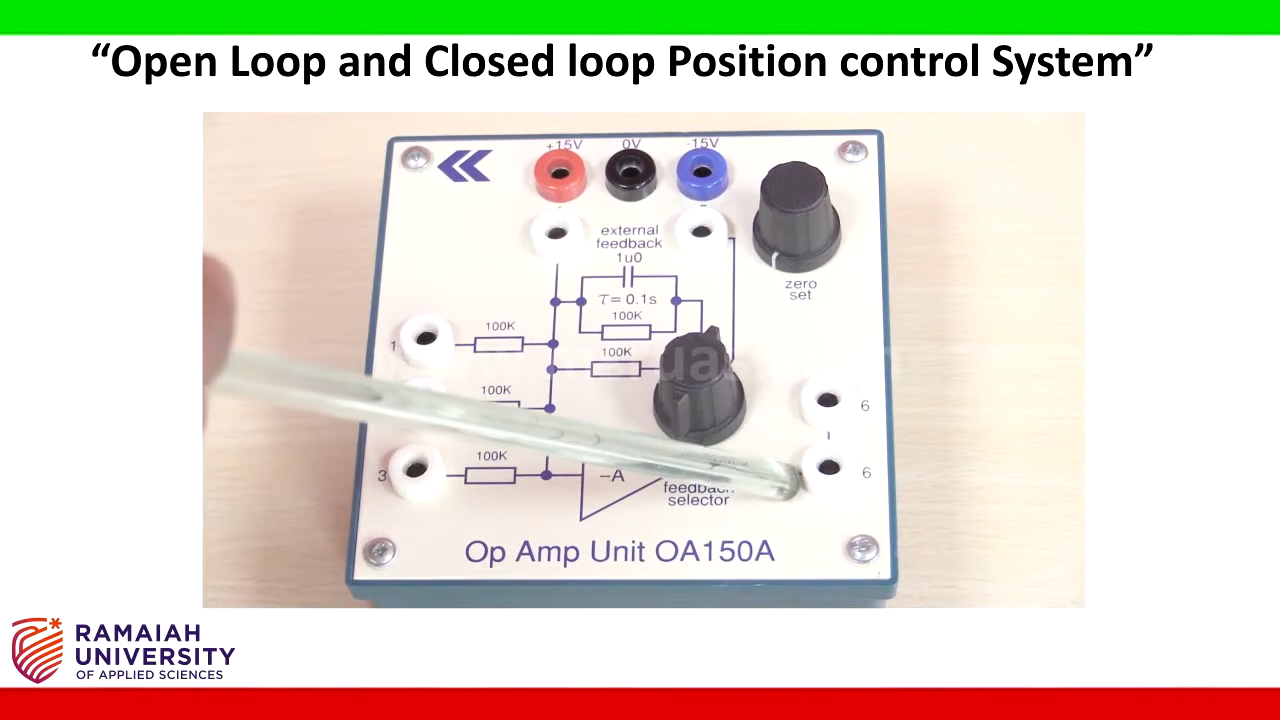 “Open Loop and Closed loop Position control System”
+15V 0V -15V
external
feedback
1u0
zero
set
τ = 0.1s
100K
100K
1
100K
100K
6
3
100K
-A
6
feedback
selector
Op Amp Unit OA150A
RAMAIAH
UNIVERSITY
OF APPLIED SCIENCES